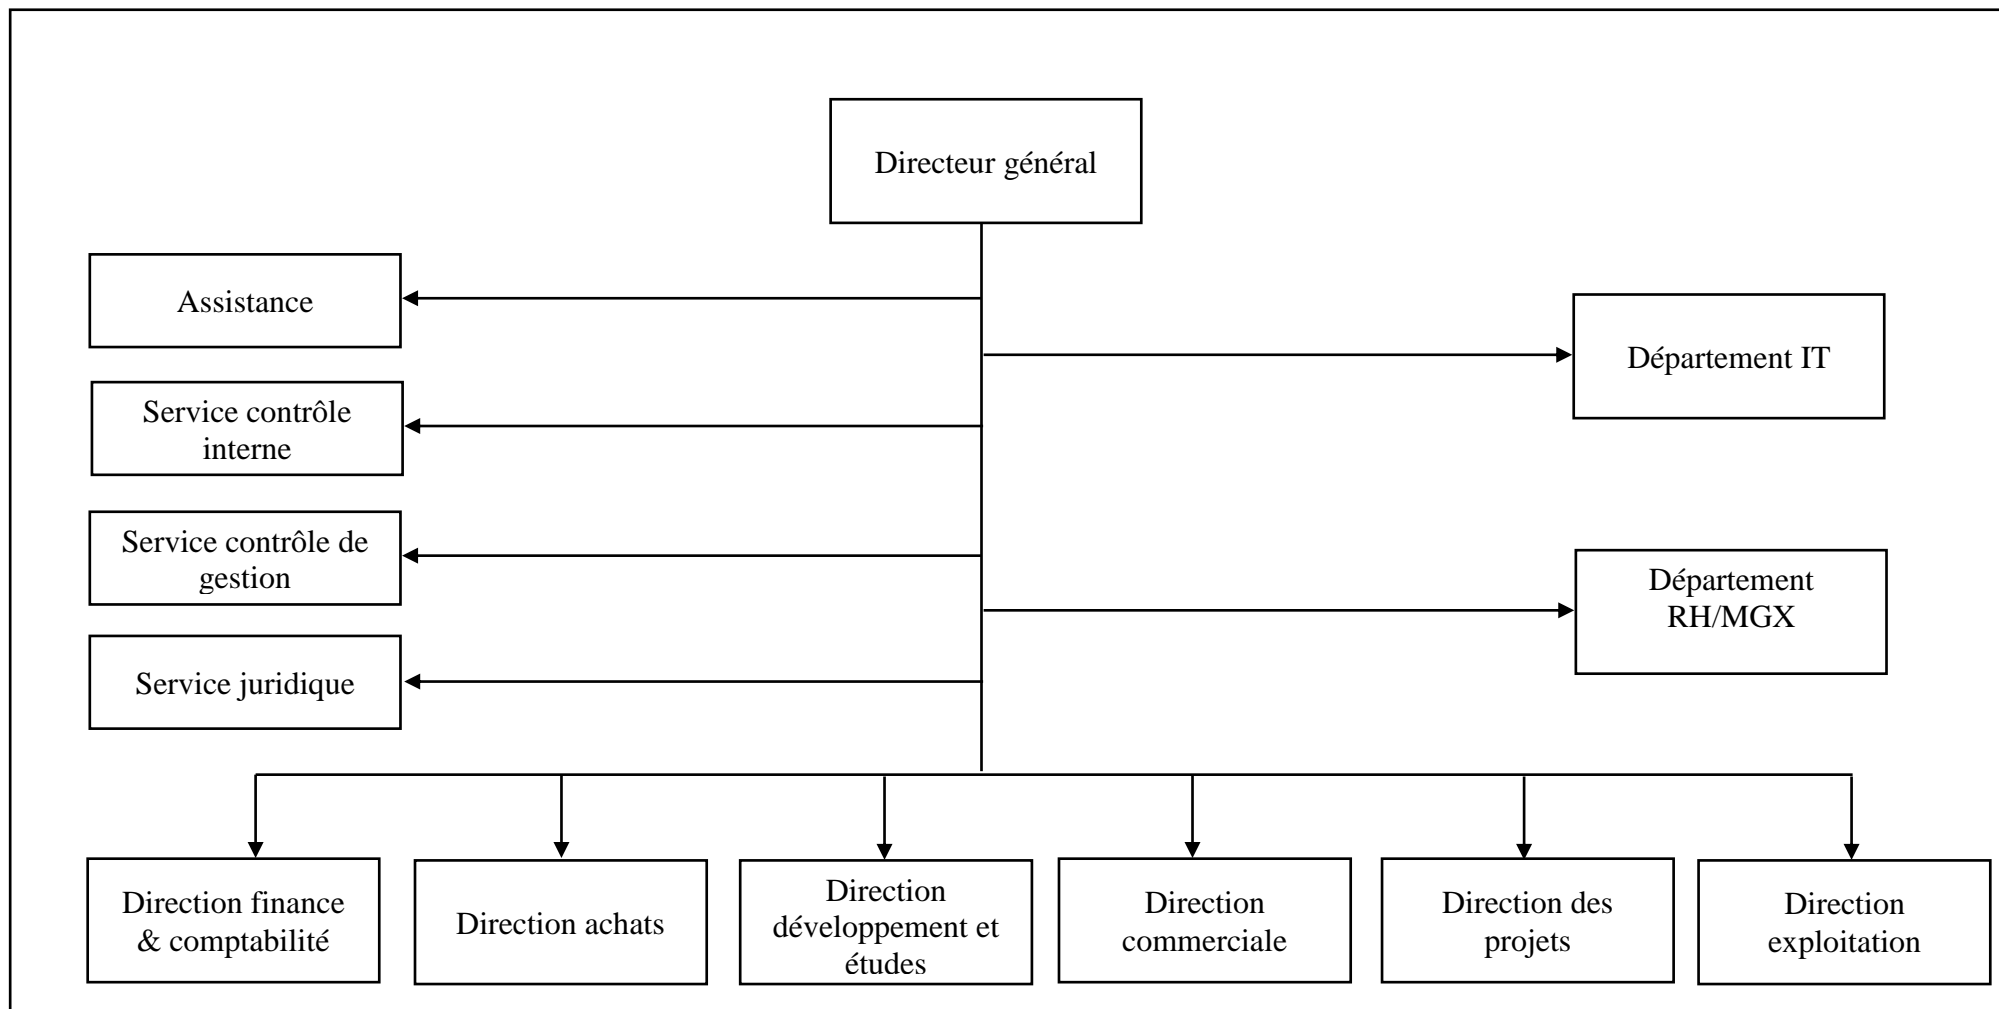 Directeur général
Assistance
Département IT
Service contrôle
interne
Service contrôle de
gestion
Département
RH/MGX
Service juridique
Direction finance
& comptabilité
Direction achats
Direction
développement et
études
Direction
commerciale
Direction des
projets
Direction
exploitation